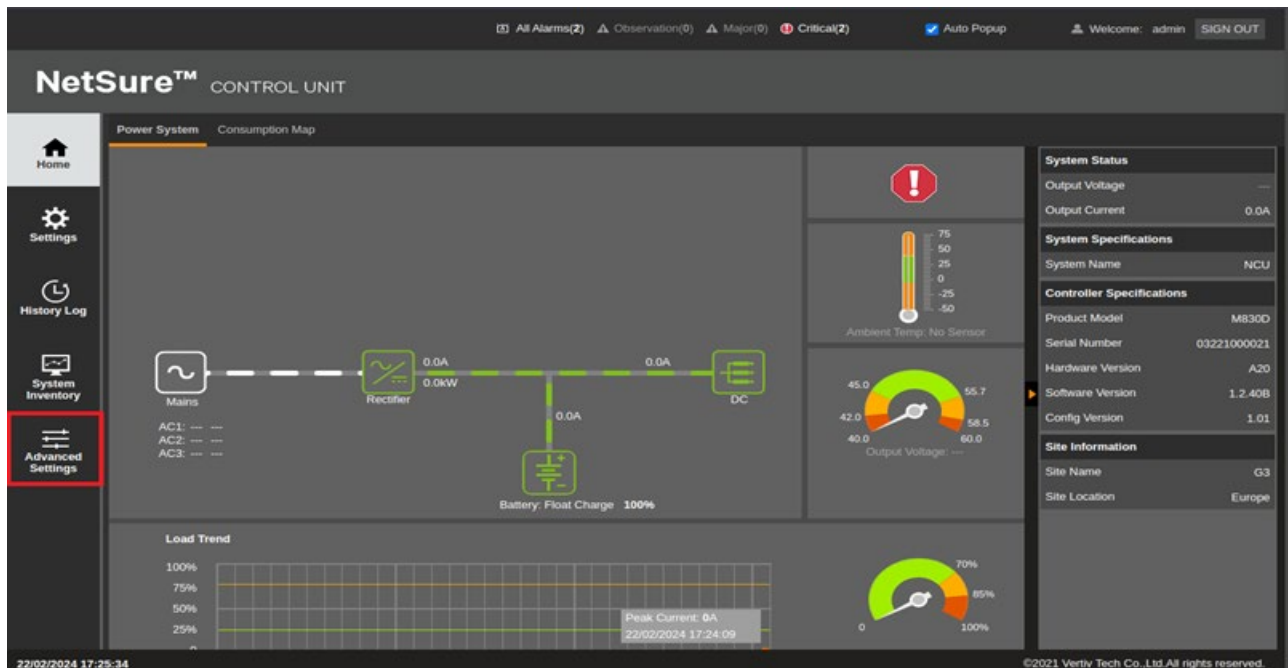 All Alarms(2) Observation(0) Major(0) Critical(2) Auto Popup Welcome: admin SIGN OUT
NetSure™ CONTROL UNIT
Home
Settings
History Log
System
Inventory
Advanced
Settings
Power System Consumption Map
Mains
AC1: --- ---
AC2: --- ---
AC3: --- ---
Rectifier
0.0A
0.0kW
0.0A
DC
0.0A
Battery: Float Charge 100%
75
50
25
0
-25
-50
Ambient Temp: No Sensor
45.0
55.7
42.0
58.5
40.0
60.0
Output Voltage: ---
Load Trend
100%
75%
50%
25%
0
Peak Current: 0A
22/02/2024 17:24:09
70%
85%
0
100%
System Status
Output Voltage ---
Output Current 0.0A
System Specifications
System Name NCU
Controller Specifications
Product Model M830D
Serial Number 03221000021
Hardware Version A20
Software Version 1.2.40B
Config Version 1.01
Site Information
Site Name G3
Site Location Europe
22/02/2024 17:25:34
©2021 Vertiv Tech Co.,Ltd.All rights reserved.